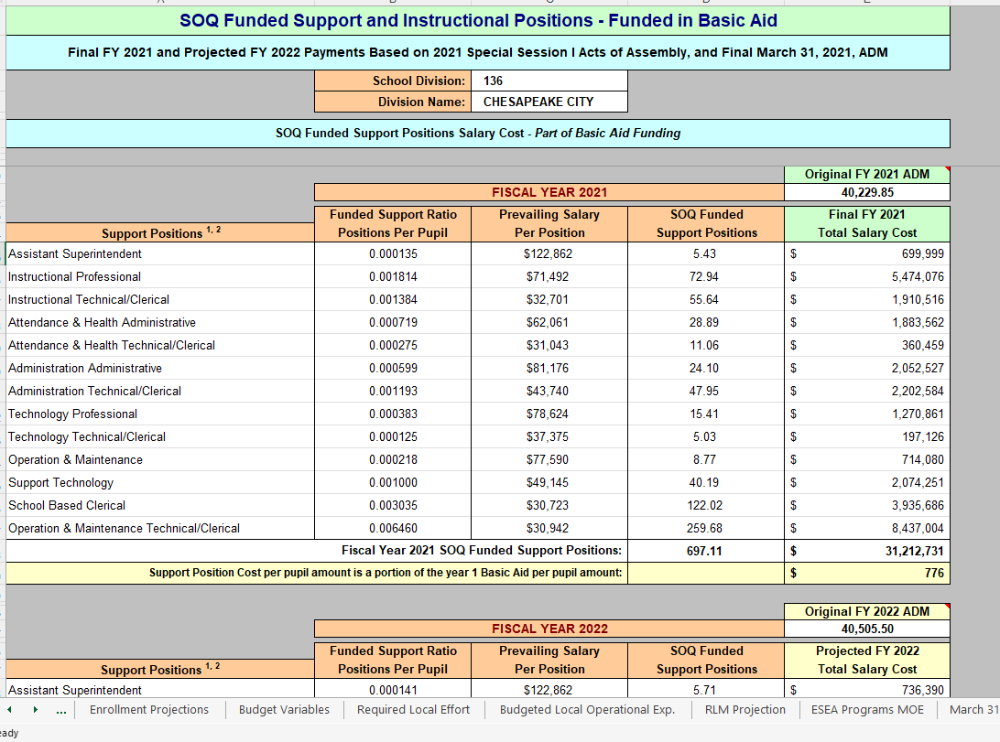 SOQ Funded Support and Instructional Positions - Funded in Basic Aid
Final FY 2021 and Projected FY 2022 Payments Based on 2021 Special Session I Acts of Assembly, and Final March 31, 2021, ADM
School Division: 136
Division Name: CHESAPEAKE CITY
SOQ Funded Support Positions Salary Cost - Part of Basic Aid Funding
Original FY 2021 ADM
FISCAL YEAR 2021 40,229.85
Funded Support Ratio Prevailing Salary SOQ Funded Final FY 2021
Support Positions 1, 2 Positions Per Pupil Per Position Support Positions Total Salary Cost
Assistant Superintendent 0.000135 $122,862 5.43 $ 699,999
Instructional Professional 0.001814 $71,492 72.94 $ 5,474,076
Instructional Technical/Clerical 0.001384 $32,701 55.64 $ 1,910,516
Attendance & Health Administrative 0.000719 $62,061 28.89 $ 1,883,562
Attendance & Health Technical/Clerical 0.000275 $31,043 11.06 $ 360,459
Administration Administrative 0.000599 $81,176 24.10 $ 2,052,527
Administration Technical/Clerical 0.001193 $43,740 47.95 $ 2,202,584
Technology Professional 0.000383 $78,624 15.41 $ 1,270,861
Technology Technical/Clerical 0.000125 $37,375 5.03 $ 197,126
Operation & Maintenance 0.000218 $77,590 8.77 $ 714,080
Support Technology 0.001000 $49,145 40.19 $ 2,074,251
School Based Clerical 0.003035 $30,723 122.02 $ 3,935,686
Operation & Maintenance Technical/Clerical 0.006460 $30,942 259.68 $ 8,437,004
Fiscal Year 2021 SOQ Funded Support Positions: 697.11 $ 31,212,731
Support Position Cost per pupil amount is a portion of the year 1 Basic Aid per pupil amount: $ 776
Original FY 2022 ADM
FISCAL YEAR 2022 40,505.50
Funded Support Ratio Prevailing Salary SOQ Funded Projected FY 2022
Support Positions 1, 2 Positions Per Pupil Per Position Support Positions Total Salary Cost
Assistant Superintendent 0.000141 $122,862 5.71 $ 736,390
... Enrollment Projections Budget Variables Required Local Effort Budgeted Local Operational Exp. RLM Projection ESEA Programs MOE March 31
eady